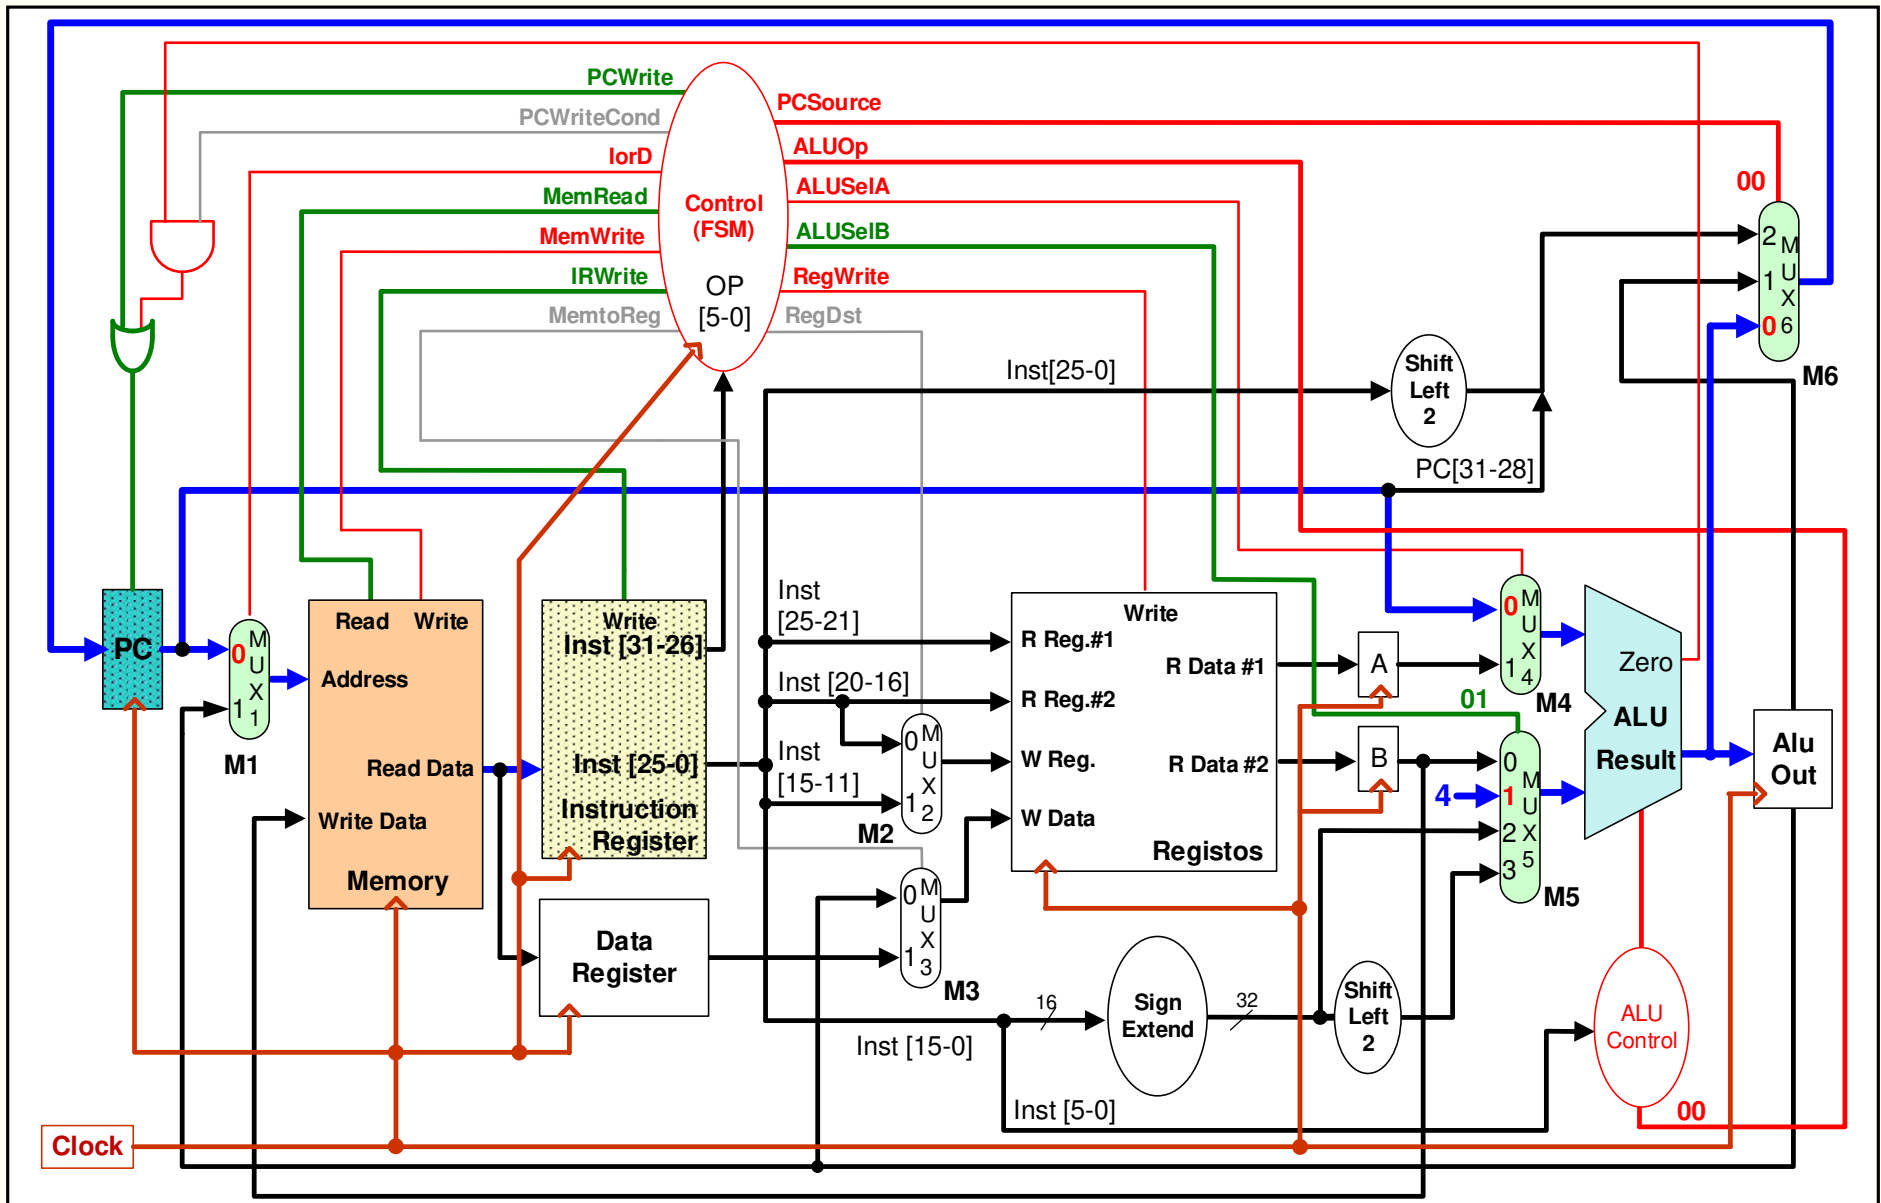 PCWrite
PCWriteCond
IorD
MemRead
MemWrite
IRWrite
MemtoReg
Control
(FSM)
OP
[5-0]
PCSource
ALUOp
ALUSelA
ALUSelB
RegWrite
RegDst
00
2
1
0
M
U
X
6
M6
Inst[25-0]
Shift
Left
2
PC[31-28]
PC
0
1
M
U
X
1
M1
Read
Write
Address
Read Data
Write Data
Memory
Write
Inst [31-26]
Inst [25-0]
Instruction
Register
Data
Register
Inst
[25-21]
Inst [20-16]
Inst
[15-11]
0
1
M
U
X
2
M2
0
1
M
U
X
3
M3
Write
R Reg.#1
R Reg.#2
W Reg.
W Data
R Data #1
R Data #2
Registos
A
B
0
1
M
U
X
4
M4
01
4
0
1
2
3
M
U
X
5
M5
Zero
ALU
Result
Alu
Out
Inst [15-0]
16
Sign
Extend
32
Shift
Left
2
ALU
Control
Inst [5-0]
00
Clock